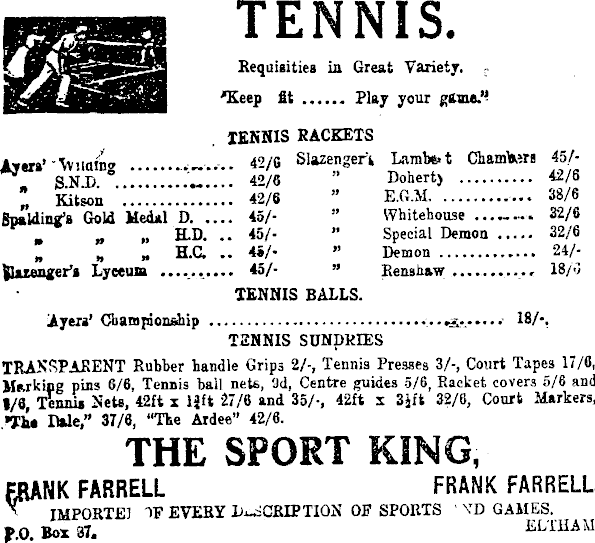 TENNIS.
Requisities in Great Variety.
"Keep fit ...... Play your game."
TENNIS RACKETS
Ayers' Wilding .............. 42/6 Slazenger's Lambert Chambers 45/-
„ S.N.D. ................ 42/6 " Doherty .......... 42/6
„ Kitson ................ 42/6 " E.G.M. ............ 38/6
Spalding's Gold Medal D. .... 45/- " Whitehouse ........ 32/6
„ „ „ H.D. .. 45/- " Special Demon ..... 32/6
„ „ „ H.C. .. 45/- " Demon ............. 24/-
Slazenger's Lyceum .......... 45/- " Renshaw ........... 18/6
TENNIS BALLS.
Ayers' Championship ........................................ 18/-.
TENNIS SUNDRIES
TRANSPARENT Rubber handle Grips 2/-, Tennis Presses 3/-, Court Tapes 17/6,
Marking pins 6/6, Tennis ball nets, 9d, Centre guides 5/6, Racket covers 5/6 and
Tennis Nets, 42ft x 1¾ft 27/6 and 35/-, 42ft x 3½ft 32/6, Court Markers,
"The Dale," 37/6, "The Ardee" 42/6.
THE SPORT KING,
FRANK FARRELL FRANK FARRELL
IMPORTER OF EVERY DESCRIPTION OF SPORTS AND GAMES.
P.O. Box 37. ELTHAM